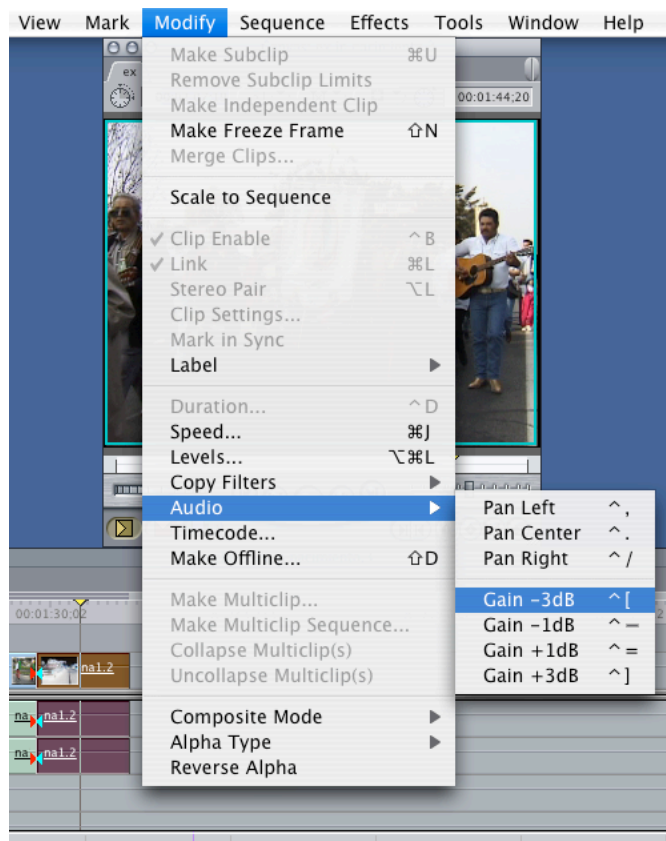 View Mark Modify Sequence Effects Tools Window Help
ex
00:01:44;20
Make Subclip ⌘U
Remove Subclip Limits
Make Independent Clip
Make Freeze Frame ⇧N
Merge Clips...
Scale to Sequence
✓ Clip Enable ^B
✓ Link ⌘L
Stereo Pair ⌥L
Clip Settings...
Mark in Sync
Label ▶
Duration... ^D
Speed... ⌘J
Levels... ⌥⌘L
Copy Filters ▶
Audio ▶
Timecode...
Make Offline... ⇧D
Make Multiclip...
Make Multiclip Sequence...
Collapse Multiclip(s)
Uncollapse Multiclip(s)
Composite Mode ▶
Alpha Type ▶
Reverse Alpha
Pan Left ^,
Pan Center ^.
Pan Right ^/
Gain -3dB ^[
Gain -1dB ^-
Gain +1dB ^=
Gain +3dB ^]
00:01:30;02
2
na1.2
na
na1.2
na
na1.2